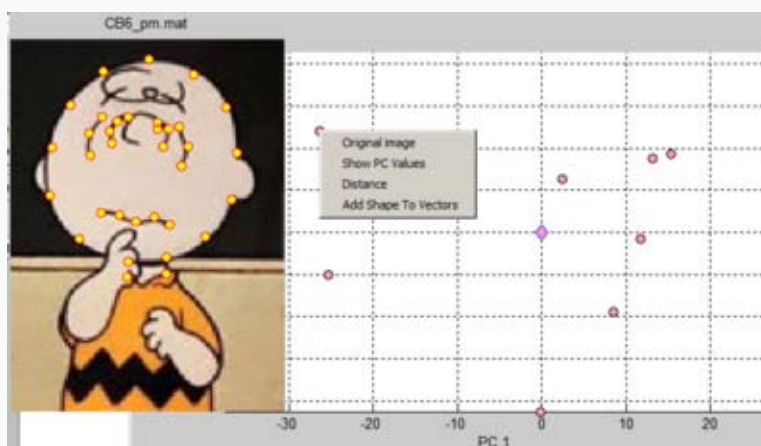 CB6_pm.mat
Original image
Show PC Values
Distance
Add Shape To Vectors
-30
-20
-10
0
10
20
PC 1